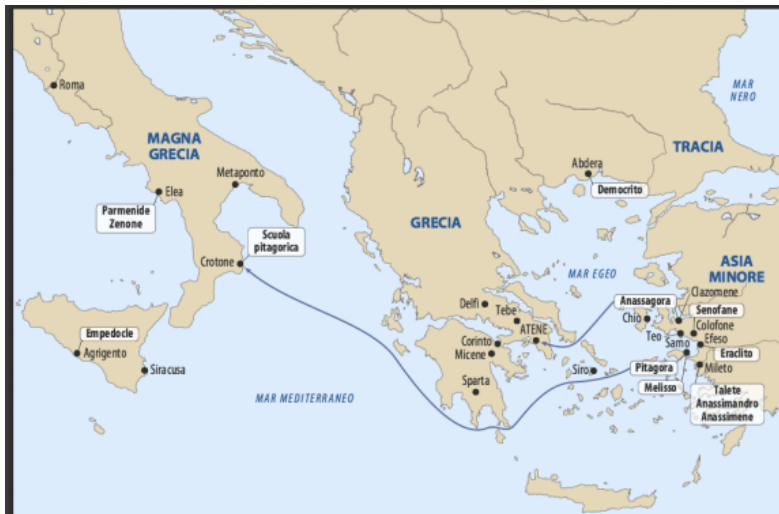 MAR
NERO
Roma
MAGNA
GRECIA
TRACIA
Metaponto
Abdera
Elea
Democrito
Parmenide
Zenone
GRECIA
Scuola
pitagorica
Crotone
ASIA
MINORE
MAR EGEO
Clazomene
Anassagora
Delfi
Senofane
Tebe
Chio
Colofone
ATENE
Teo
Efeso
Empedocle
Corinto
Samo
Agrigento
Micene
Eraclito
Siracusa
Siro
Pitagora
Mileto
Sparta
Melisso
Talete
Anassimandro
Anassimene
MAR MEDITERRANEO